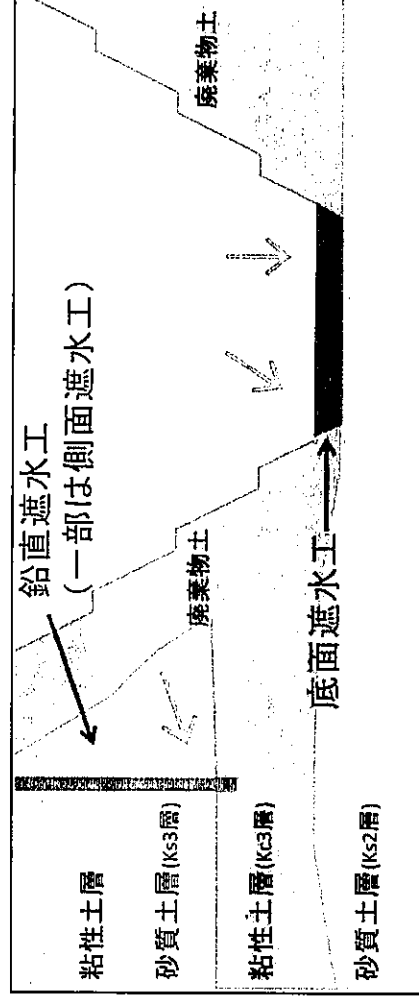 鉛直遮水工
(一部は側面遮水工)
廃棄物土
廃棄物土
粘性土層
砂質土層(Ks3層)
粘性土層(Kc3層)
砂質土層(Ks2層)
底面遮水工